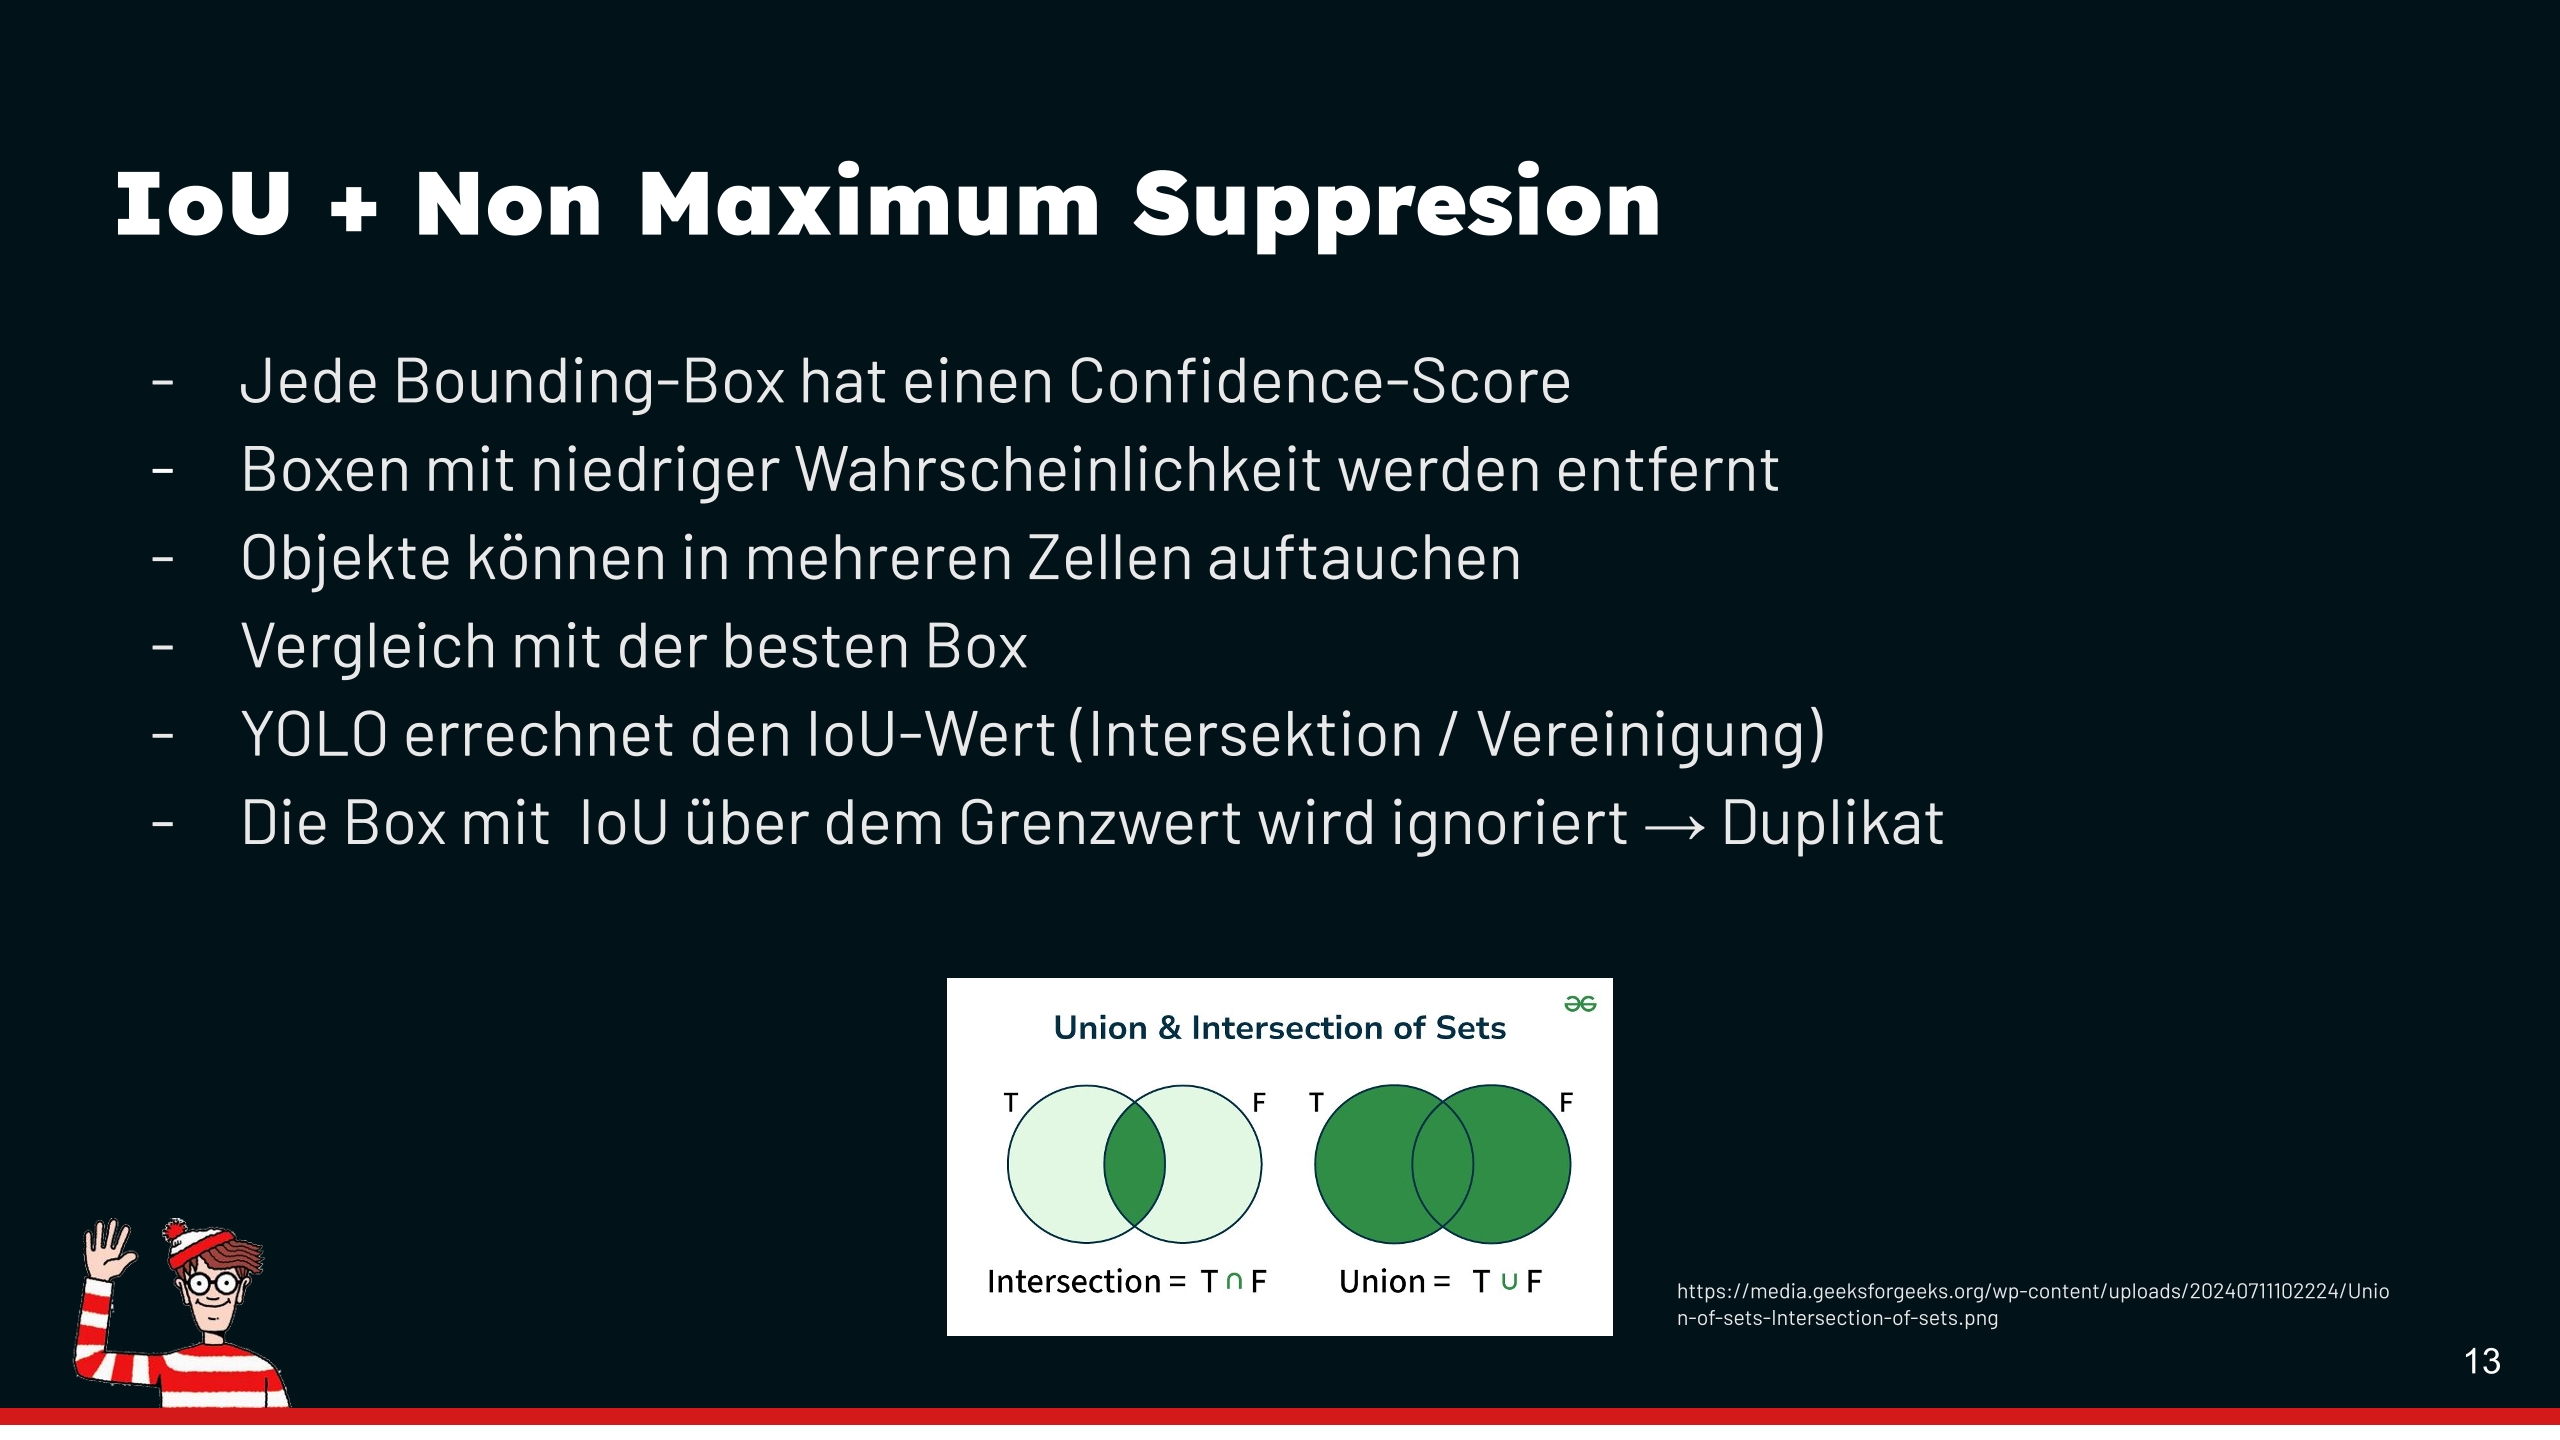 IoU + Non Maximum Suppresion
- Jede Bounding-Box hat einen Confidence-Score
- Boxen mit niedriger Wahrscheinlichkeit werden entfernt
- Objekte können in mehreren Zellen auftauchen
- Vergleich mit der besten Box
- YOLO errechnet den IoU-Wert (Intersektion / Vereinigung)
- Die Box mit  IoU über dem Grenzwert wird ignoriert → Duplikat
Union & Intersection of Sets
T F T F
Intersection = T ∩ F
Union = T ∪ F
https://media.geeksforgeeks.org/wp-content/uploads/20240711102224/Unio
n-of-sets-Intersection-of-sets.png
13